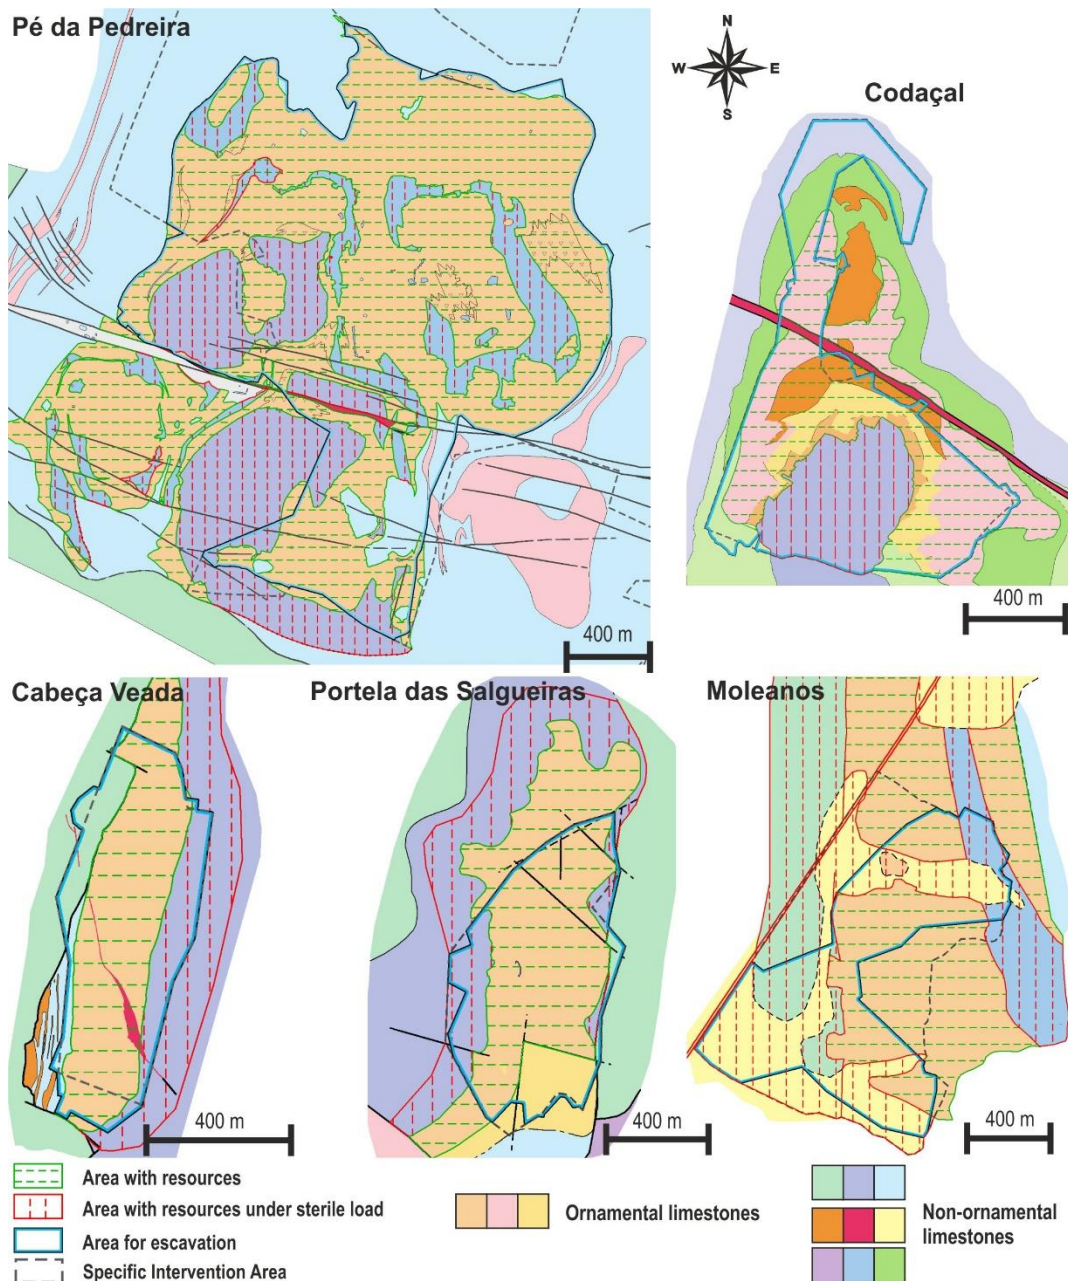 Pé da Pedreira
N
W E
S
Codaçal
400 m
400 m
Cabeça Veada
Portela das Salgueiras
Moleanos
400 m
400 m
400 m
Area with resources
Area with resources under sterile load
Area for escavation
Specific Intervention Area
Ornamental limestones
Non-ornamental
limestones